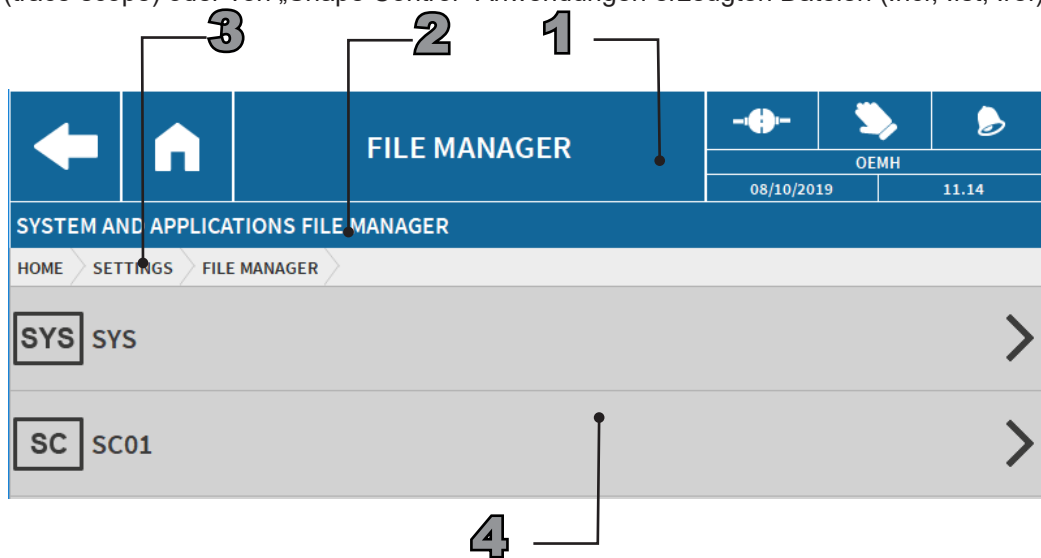 3 2 1
FILE MANAGER
OEMH
08/10/2019 11.14
SYSTEM AND APPLICATIONS FILE MANAGER
HOME SETTINGS FILE MANAGER
SYS SYS
SC SC01
4